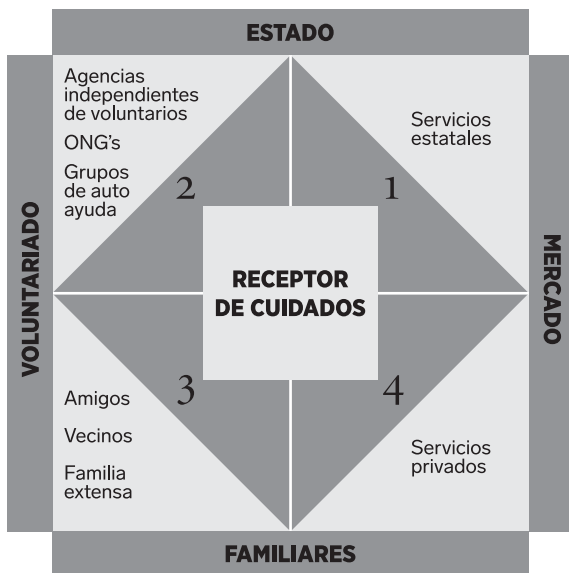 ESTADO
Agencias
independientes
de voluntarios
ONG's
Grupos
de auto
ayuda
2
1
Servicios
estatales
VOLUNTARIADO
RECEPTOR
DE CUIDADOS
MERCADO
3
4
Amigos
Vecinos
Familia
extensa
Servicios
privados
FAMILIARES